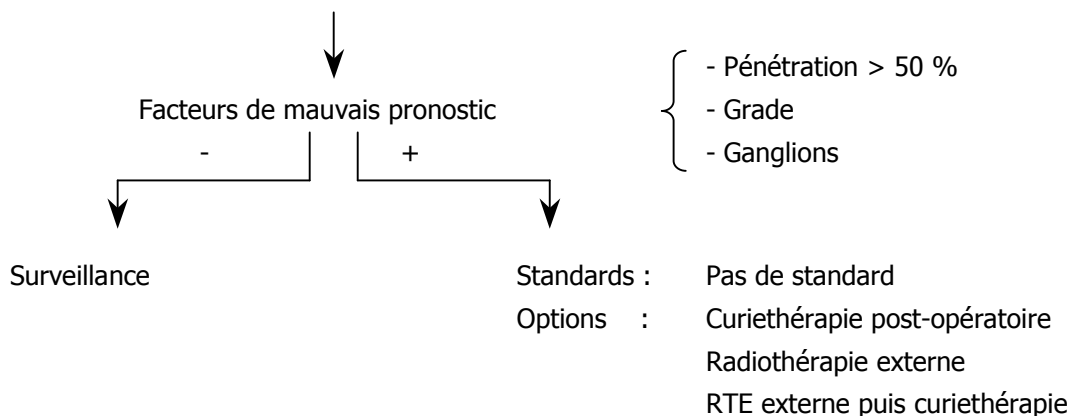 - Pénétration > 50 %
Facteurs de mauvais pronostic
- Grade
- Ganglions
-
+
Surveillance
Standards : Pas de standard
Options : Curiethérapie post-opératoire
Radiothérapie externe
RTE externe puis curiethérapie